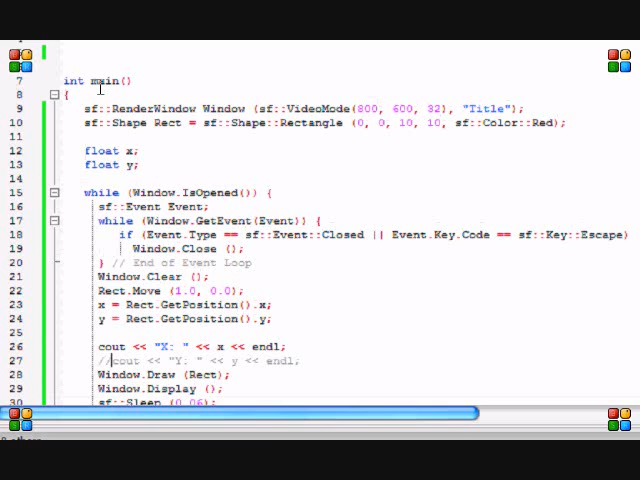 7 int main()
8 {
9 sf::RenderWindow Window (sf::VideoMode(800, 600, 32), "Title");
10 sf::Shape Rect = sf::Shape::Rectangle (0, 0, 10, 10, sf::Color::Red);
11
12 float x;
13 float y;
14
15 while (Window.IsOpened()) {
16 sf::Event Event;
17 while (Window.GetEvent(Event)) {
18 if (Event.Type == sf::Event::Closed || Event.Key.Code == sf::Key::Escape)
19 Window.Close ();
20 } // End of Event Loop
21 Window.Clear ();
22 Rect.Move (1.0, 0.0);
23 x = Rect.GetPosition().x;
24 y = Rect.GetPosition().y;
25
26 cout << "X: " << x << endl;
27 //cout << "Y: " << y << endl;
28 Window.Draw (Rect);
29 Window.Display ();
30 sf::Sleep (0.06);